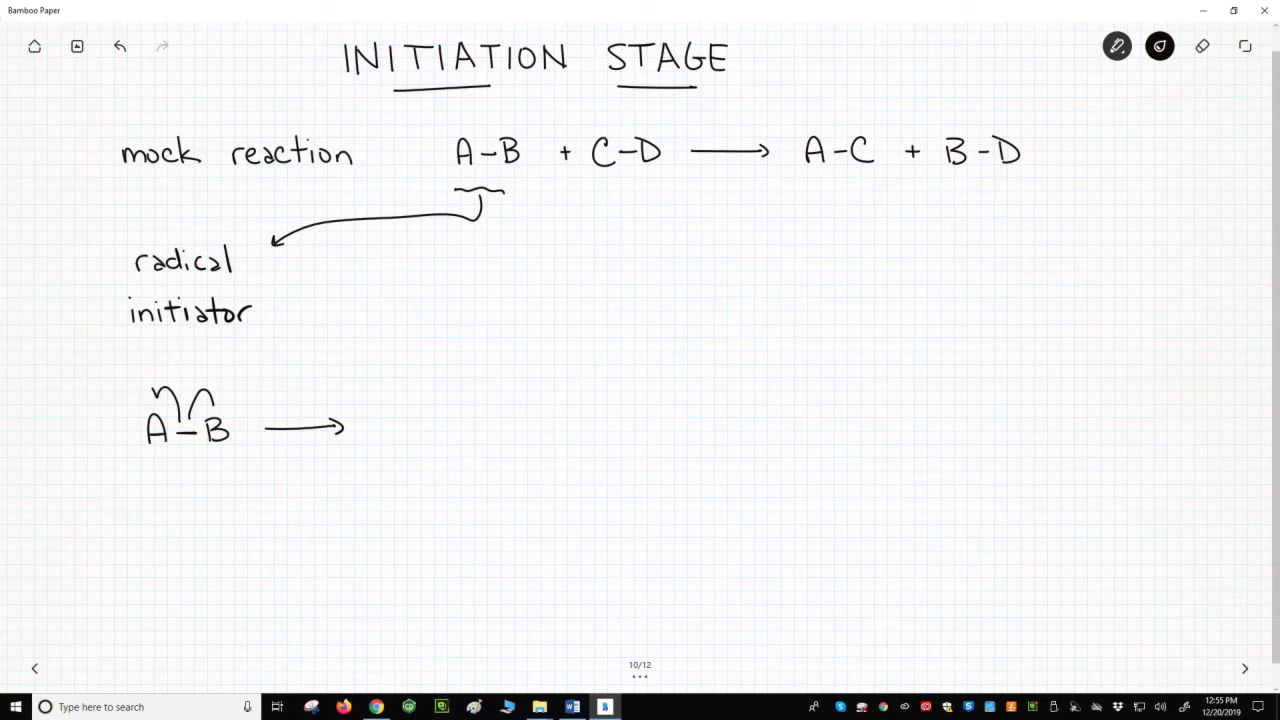 Bamboo Paper
INITIATION STAGE
mock reaction A-B + C-D ⟶ A-C + B-D
radical
initiator
A-B ⟶
10/12
Type here to search
12:55 PM
12/20/2019